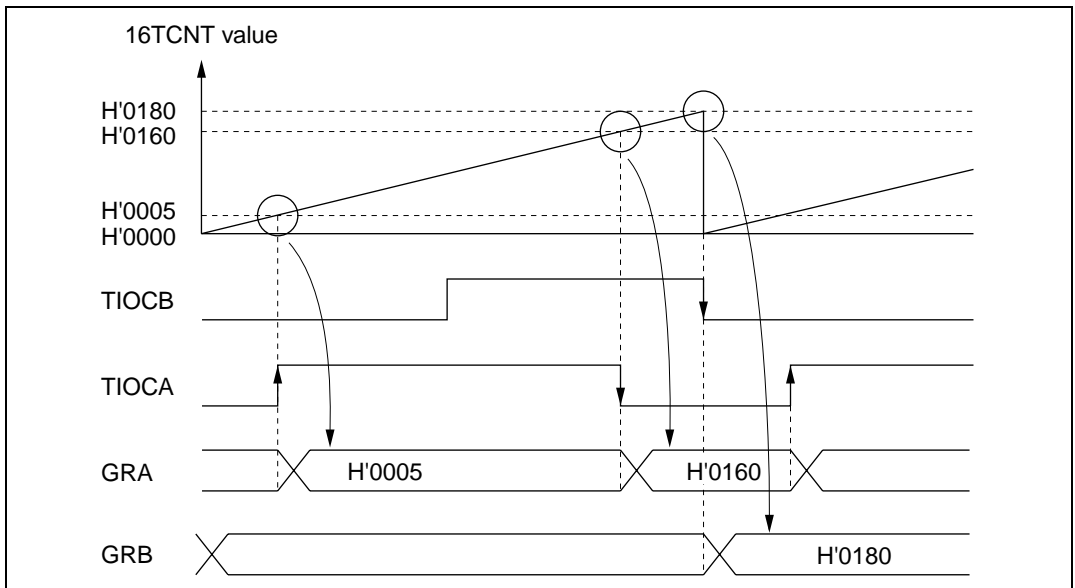 16TCNT value
H'0180
H'0160
H'0005
H'0000
TIOCB
TIOCA
GRA
H'0005
H'0160
GRB
H'0180